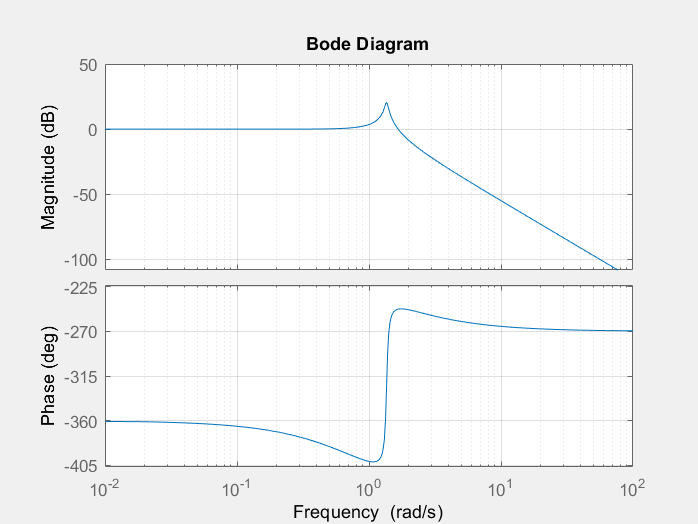 Bode Diagram
Magnitude (dB)
50
0
-50
-100
Phase (deg)
-225
-270
-315
-360
-405
10^-2 10^-1 10^0 10^1 10^2
Frequency (rad/s)